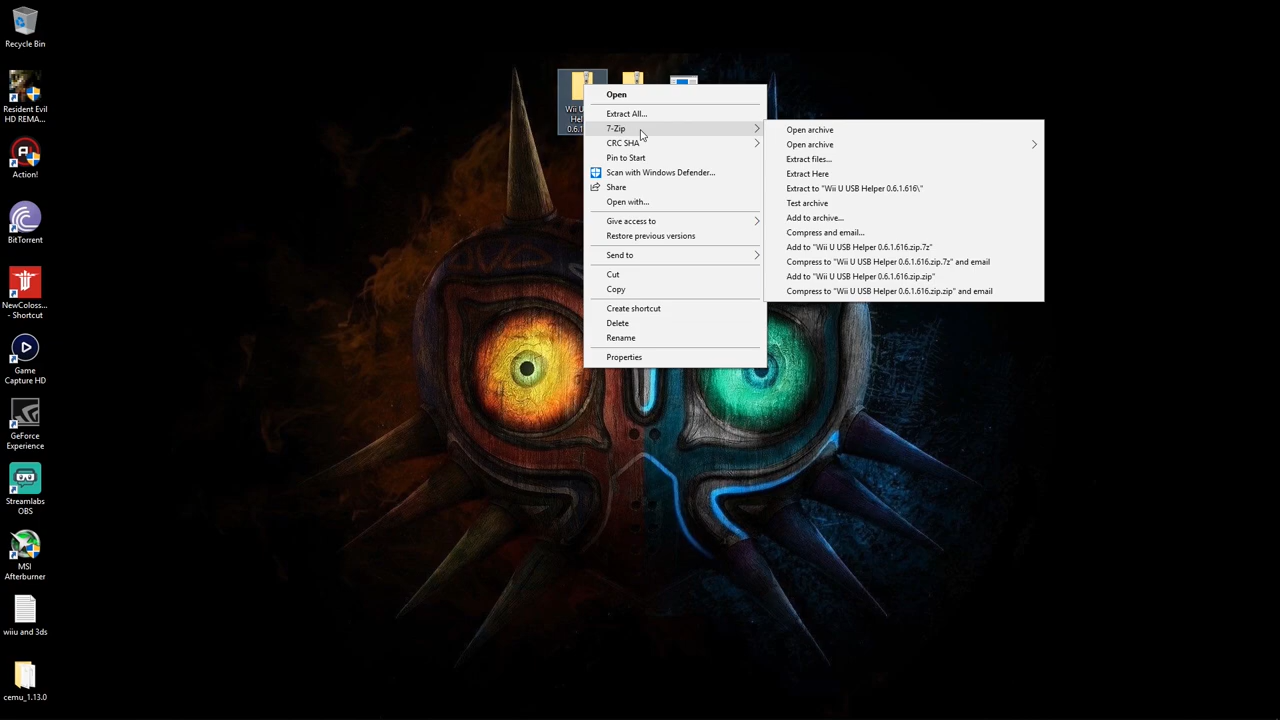 Recycle Bin
Resident Evil
HD REMA...
Action!
BitTorrent
NewColoss...
- Shortcut
Game
Capture HD
GeForce
Experience
Streamlabs
OBS
MSI
Afterburner
wiiu and 3ds
cemu_1.13.0
Wii U
Hel
0.6.1
Open
Extract All...
7-Zip
CRC SHA
Pin to Start
Scan with Windows Defender...
Share
Open with...
Give access to
Restore previous versions
Send to
Cut
Copy
Create shortcut
Delete
Rename
Properties
Open archive
Open archive
Extract files...
Extract Here
Extract to "Wii U USB Helper 0.6.1.616\"
Test archive
Add to archive...
Compress and email...
Add to "Wii U USB Helper 0.6.1.616.zip.7z"
Compress to "Wii U USB Helper 0.6.1.616.zip.7z" and email
Add to "Wii U USB Helper 0.6.1.616.zip.zip"
Compress to "Wii U USB Helper 0.6.1.616.zip.zip" and email